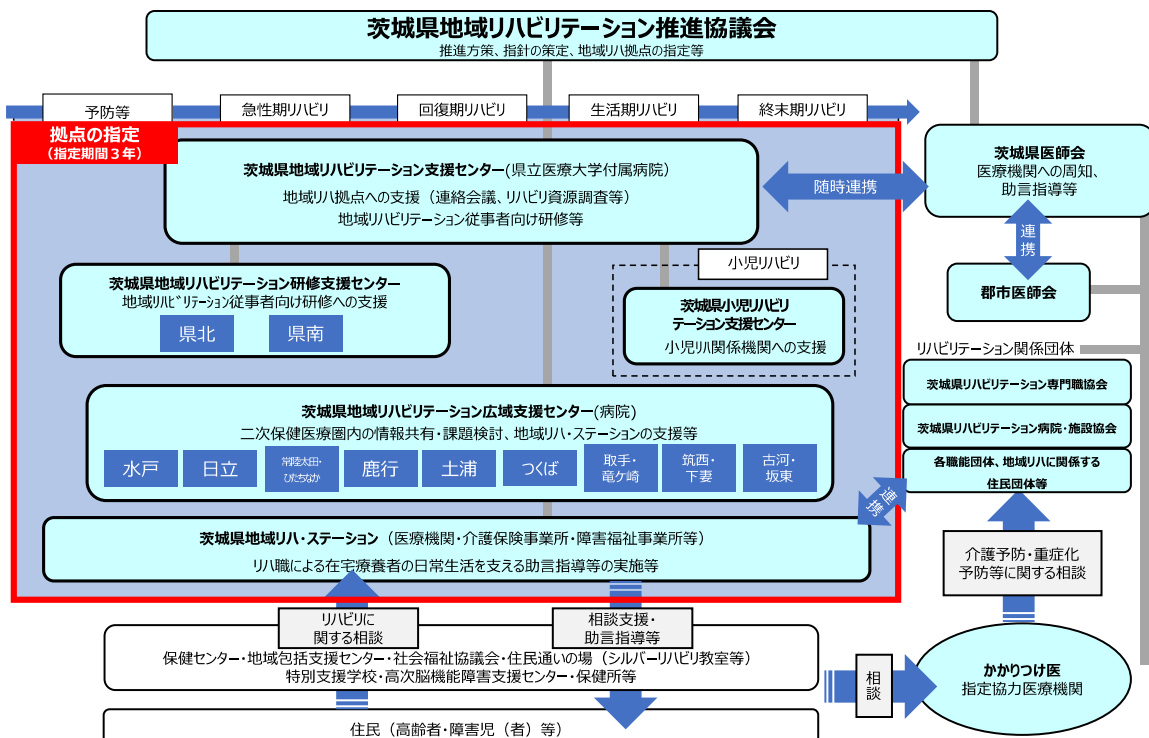 茨城県地域リハビリテーション推進協議会
推進方策、指針の策定、地域リハ拠点の指定等
予防等
急性期リハビリ
回復期リハビリ
生活期リハビリ
終末期リハビリ
拠点の指定
（指定期間３年）
茨城県地域リハビリテーション支援センター(県立医療大学付属病院)
地域リハ拠点への支援（連絡会議、リハビリ資源調査等）
地域リハビリテーション従事者向け研修等
随時連携
茨城県医師会
医療機関への周知、
助言指導等
連携
郡市医師会
茨城県地域リハビリテーション研修支援センター
地域ﾘﾊﾋﾞﾘﾃｰｼｮﾝ従事者向け研修への支援
県北
県南
小児リハビリ
茨城県小児リハビリ
テーション支援センター
小児ﾘﾊ関係機関への支援
リハビリテーション関係団体
茨城県リハビリテーション専門職協会
茨城県リハビリテーション病院・施設協会
各職能団体、地域リハに関係する
住民団体等
茨城県地域リハビリテーション広域支援センター(病院)
二次保健医療圏内の情報共有・課題検討、地域リハ・ステーションの支援等
水戸
日立
常陸太田・
ひたちなか
鹿行
土浦
つくば
取手・
竜ケ崎
筑西・
下妻
古河・
坂東
連携
茨城県地域リハ・ステーション（医療機関・介護保険事業所・障害福祉事業所等）
リハ職による在宅療養者の日常生活を支える助言指導等の実施等
介護予防・重症化
予防等に関する相談
リハビリに
関する相談
相談支援・
助言指導等
保健センター・地域包括支援センター・社会福祉協議会・住民通いの場（シルバーリハビリ教室等）
特別支援学校・高次脳機能障害支援センター・保健所等
相談
かかりつけ医
指定協力医療機関
住民（高齢者・障害児（者）等）